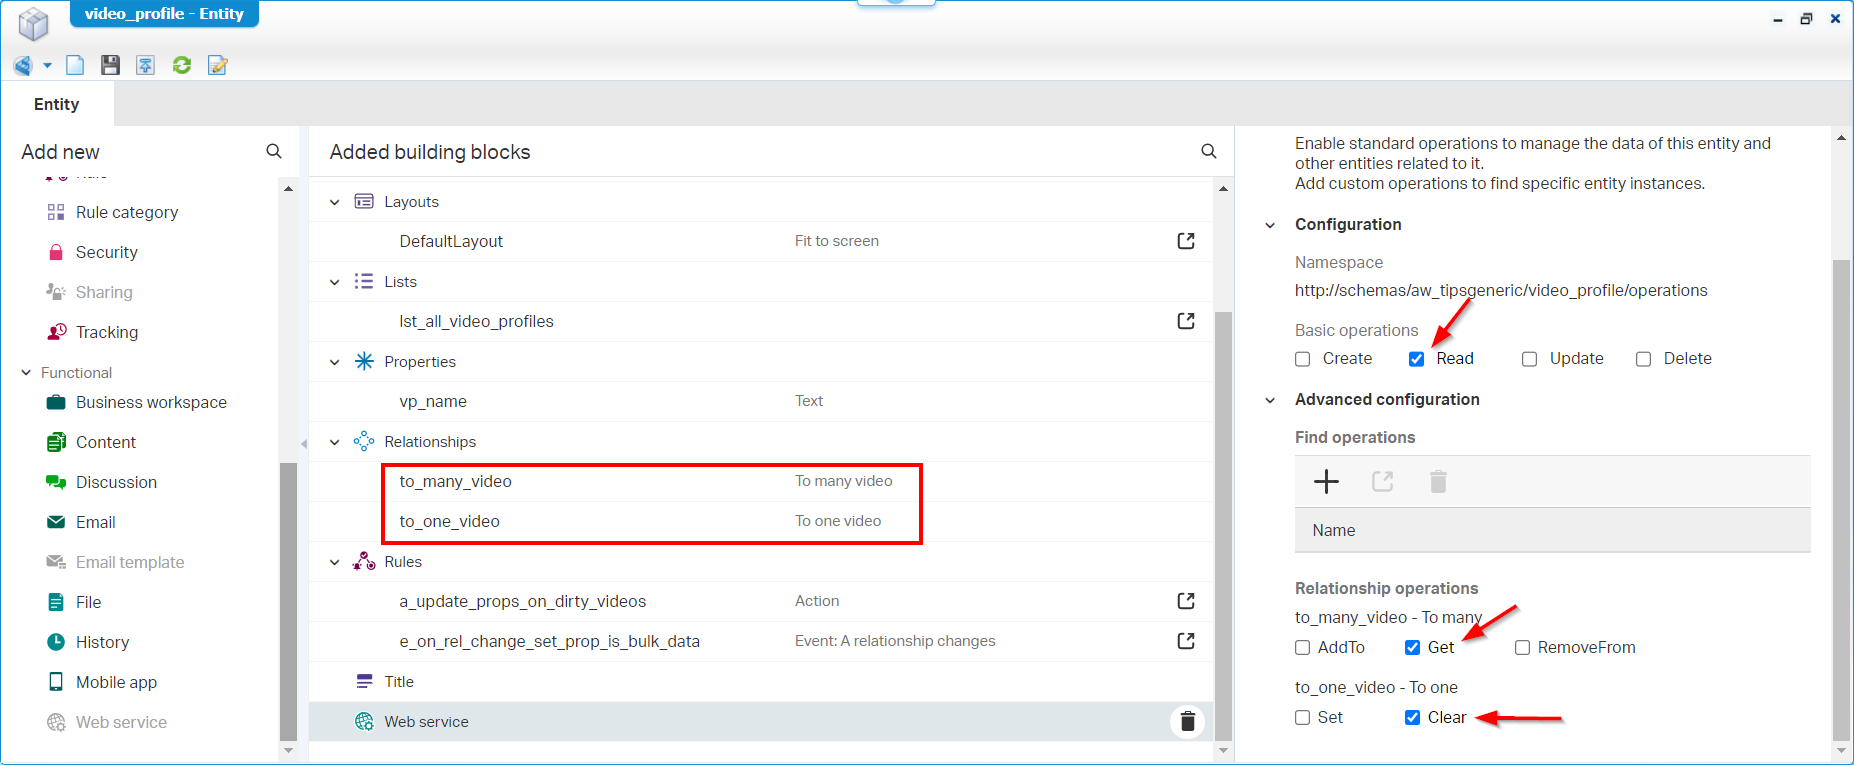 video_profile - Entity
Entity
Add new
Rule category
Security
Sharing
Tracking
Functional
Business workspace
Content
Discussion
Email
Email template
File
History
Mobile app
Web service
Added building blocks
Layouts
DefaultLayout Fit to screen
Lists
lst_all_video_profiles
Properties
vp_name Text
Relationships
to_many_video To many video
to_one_video To one video
Rules
a_update_props_on_dirty_videos Action
e_on_rel_change_set_prop_is_bulk_data Event: A relationship changes
Title
Web service
Enable standard operations to manage the data of this entity and
other entities related to it.
Add custom operations to find specific entity instances.
Configuration
Namespace
http://schemas/aw_tipsgeneric/video_profile/operations
Basic operations
Create Read Update Delete
Advanced configuration
Find operations
Name
Relationship operations
to_many_video - To many
AddTo Get RemoveFrom
to_one_video - To one
Set Clear